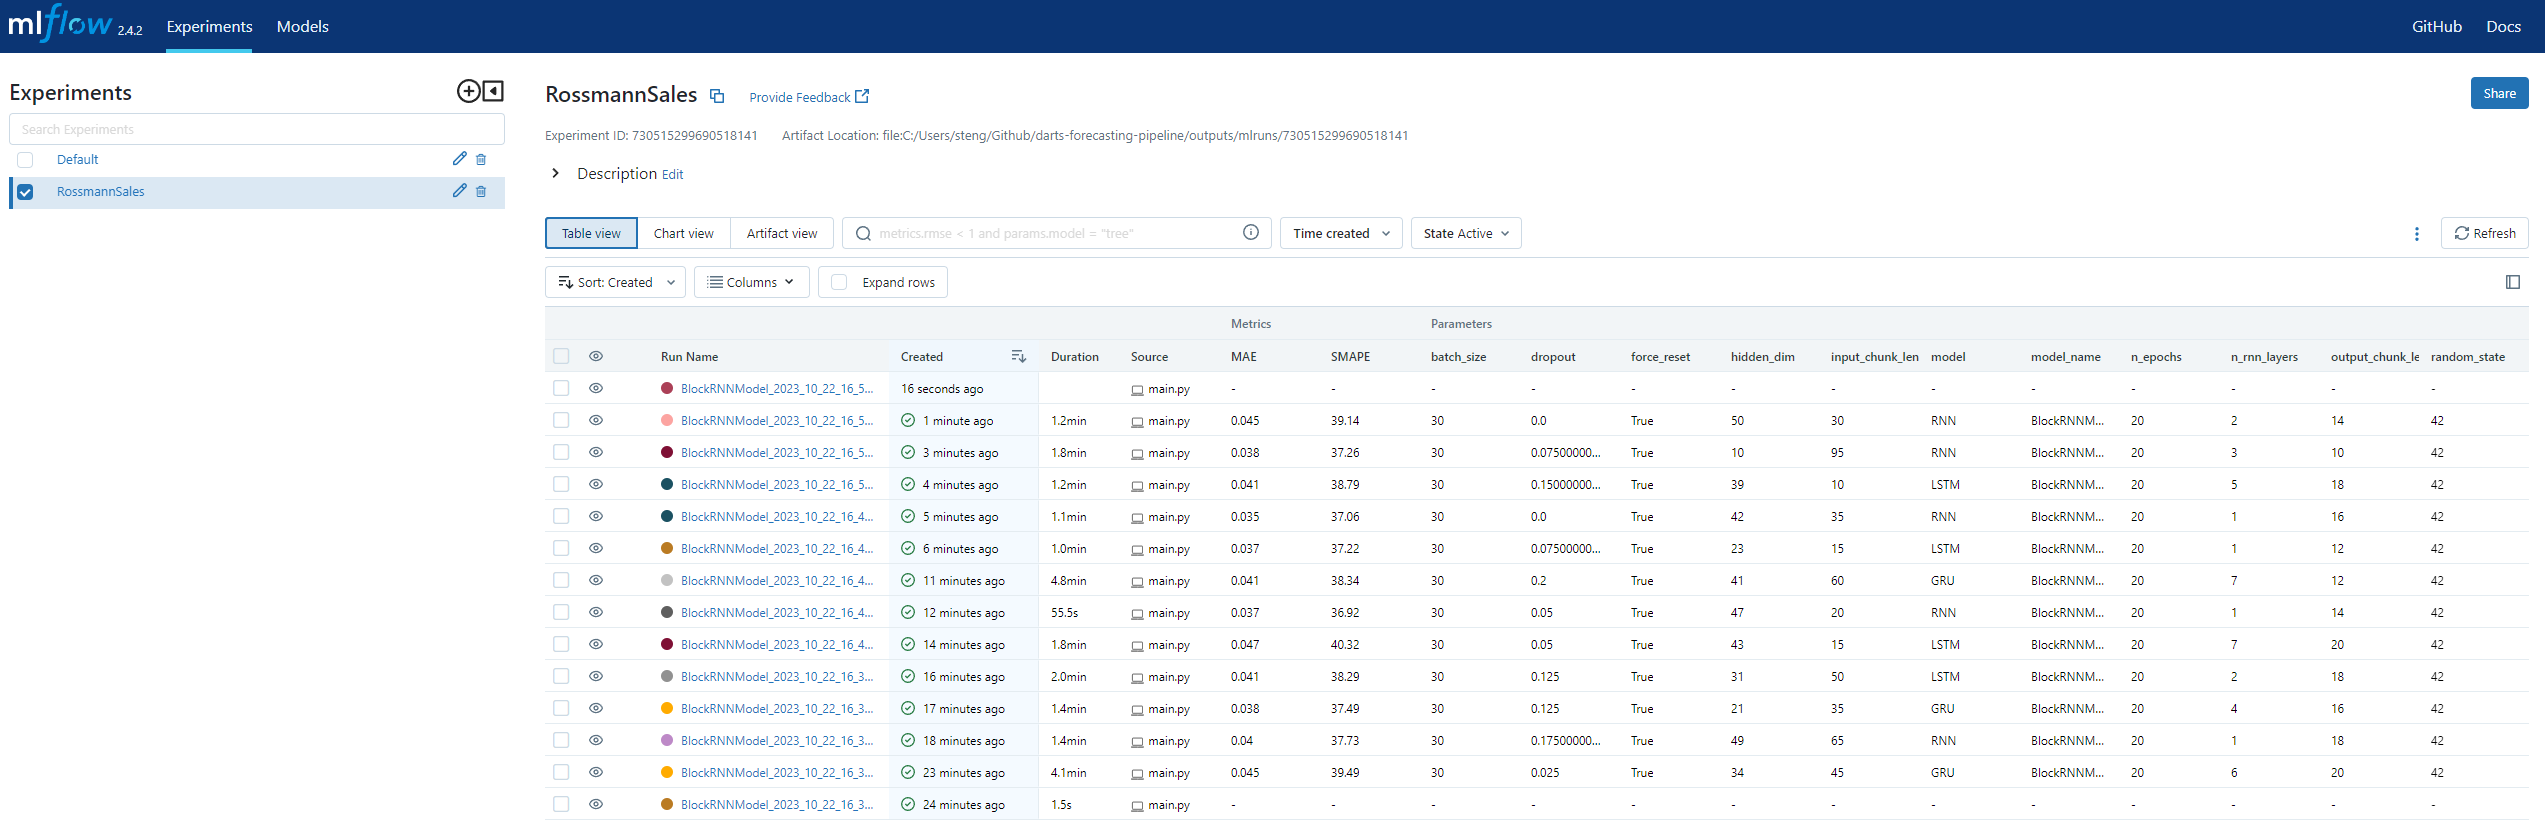 mlflow 2.4.2 Experiments Models GitHub Docs
Experiments
Search Experiments
Default
RossmannSales
RossmannSales Provide Feedback Share
Experiment ID: 730515299690518141 Artifact Location: file:C:/Users/steng/Github/darts-forecasting-pipeline/outputs/mlruns/730515299690518141
Description Edit
Table view Chart view Artifact view metrics.rmse < 1 and params.model = "tree" Time created State Active Refresh
Sort: Created Columns Expand rows
Metrics Parameters
Run Name Created Duration Source MAE SMAPE batch_size dropout force_reset hidden_dim input_chunk_len model model_name n_epochs n_rnn_layers output_chunk_le random_state
BlockRNNModel_2023_10_22_16_5... 16 seconds ago main.py - - - - - - - - - - - - -
BlockRNNModel_2023_10_22_16_5... 1 minute ago 1.2min main.py 0.045 39.14 30 0.0 True 50 30 RNN BlockRNNM... 20 2 14 42
BlockRNNModel_2023_10_22_16_5... 3 minutes ago 1.8min main.py 0.038 37.26 30 0.07500000... True 10 95 RNN BlockRNNM... 20 3 10 42
BlockRNNModel_2023_10_22_16_5... 4 minutes ago 1.2min main.py 0.041 38.79 30 0.15000000... True 39 10 LSTM BlockRNNM... 20 5 18 42
BlockRNNModel_2023_10_22_16_4... 5 minutes ago 1.1min main.py 0.035 37.06 30 0.0 True 42 35 RNN BlockRNNM... 20 1 16 42
BlockRNNModel_2023_10_22_16_4... 6 minutes ago 1.0min main.py 0.037 37.22 30 0.07500000... True 23 15 LSTM BlockRNNM... 20 1 12 42
BlockRNNModel_2023_10_22_16_4... 11 minutes ago 4.8min main.py 0.041 38.34 30 0.2 True 41 60 GRU BlockRNNM... 20 7 12 42
BlockRNNModel_2023_10_22_16_4... 12 minutes ago 55.5s main.py 0.037 36.92 30 0.05 True 47 20 RNN BlockRNNM... 20 1 14 42
BlockRNNModel_2023_10_22_16_4... 14 minutes ago 1.8min main.py 0.047 40.32 30 0.05 True 43 15 LSTM BlockRNNM... 20 7 20 42
BlockRNNModel_2023_10_22_16_3... 16 minutes ago 2.0min main.py 0.041 38.29 30 0.125 True 31 50 LSTM BlockRNNM... 20 2 18 42
BlockRNNModel_2023_10_22_16_3... 17 minutes ago 1.4min main.py 0.038 37.49 30 0.125 True 21 35 GRU BlockRNNM... 20 4 16 42
BlockRNNModel_2023_10_22_16_3... 18 minutes ago 1.4min main.py 0.04 37.73 30 0.17500000... True 49 65 RNN BlockRNNM... 20 1 18 42
BlockRNNModel_2023_10_22_16_3... 23 minutes ago 4.1min main.py 0.045 39.49 30 0.025 True 34 45 GRU BlockRNNM... 20 6 20 42
BlockRNNModel_2023_10_22_16_3... 24 minutes ago 1.5s main.py - - - - - - - - - - - - -